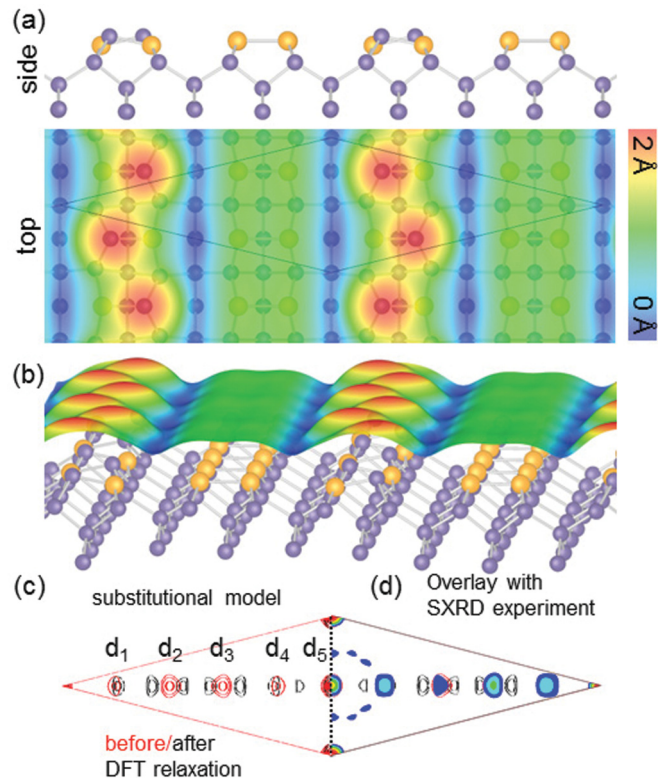 (a)
side
top
2 Å
0 Å
(b)
(c)
substitutional model
(d)
Overlay with
SXRD experiment
d1 d2 d3 d4 d5
before/after
DFT relaxation